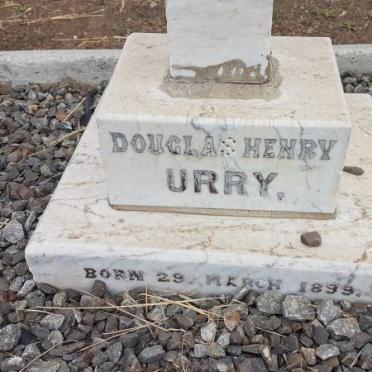 DOUGLAS HENRY
URRY,
BORN 29. MARCH 1899.